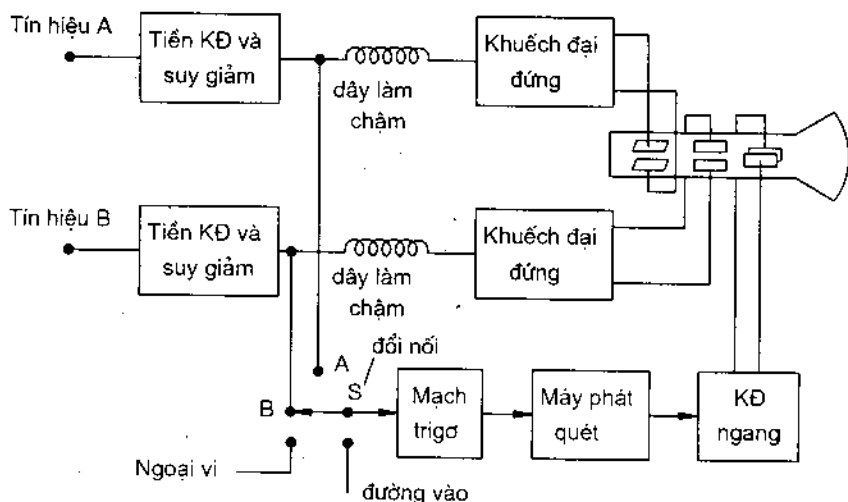 Tín hiệu A
Tiền KĐ và
suy giảm
dây làm
chậm
Khuếch đại
đứng
Tín hiệu B
Tiền KĐ và
suy giảm
dây làm
chậm
Khuếch đại
đứng
đổi nối
A
S
B
Mạch
trigơ
Máy phát
quét
KĐ
ngang
Ngoại vi
đường vào